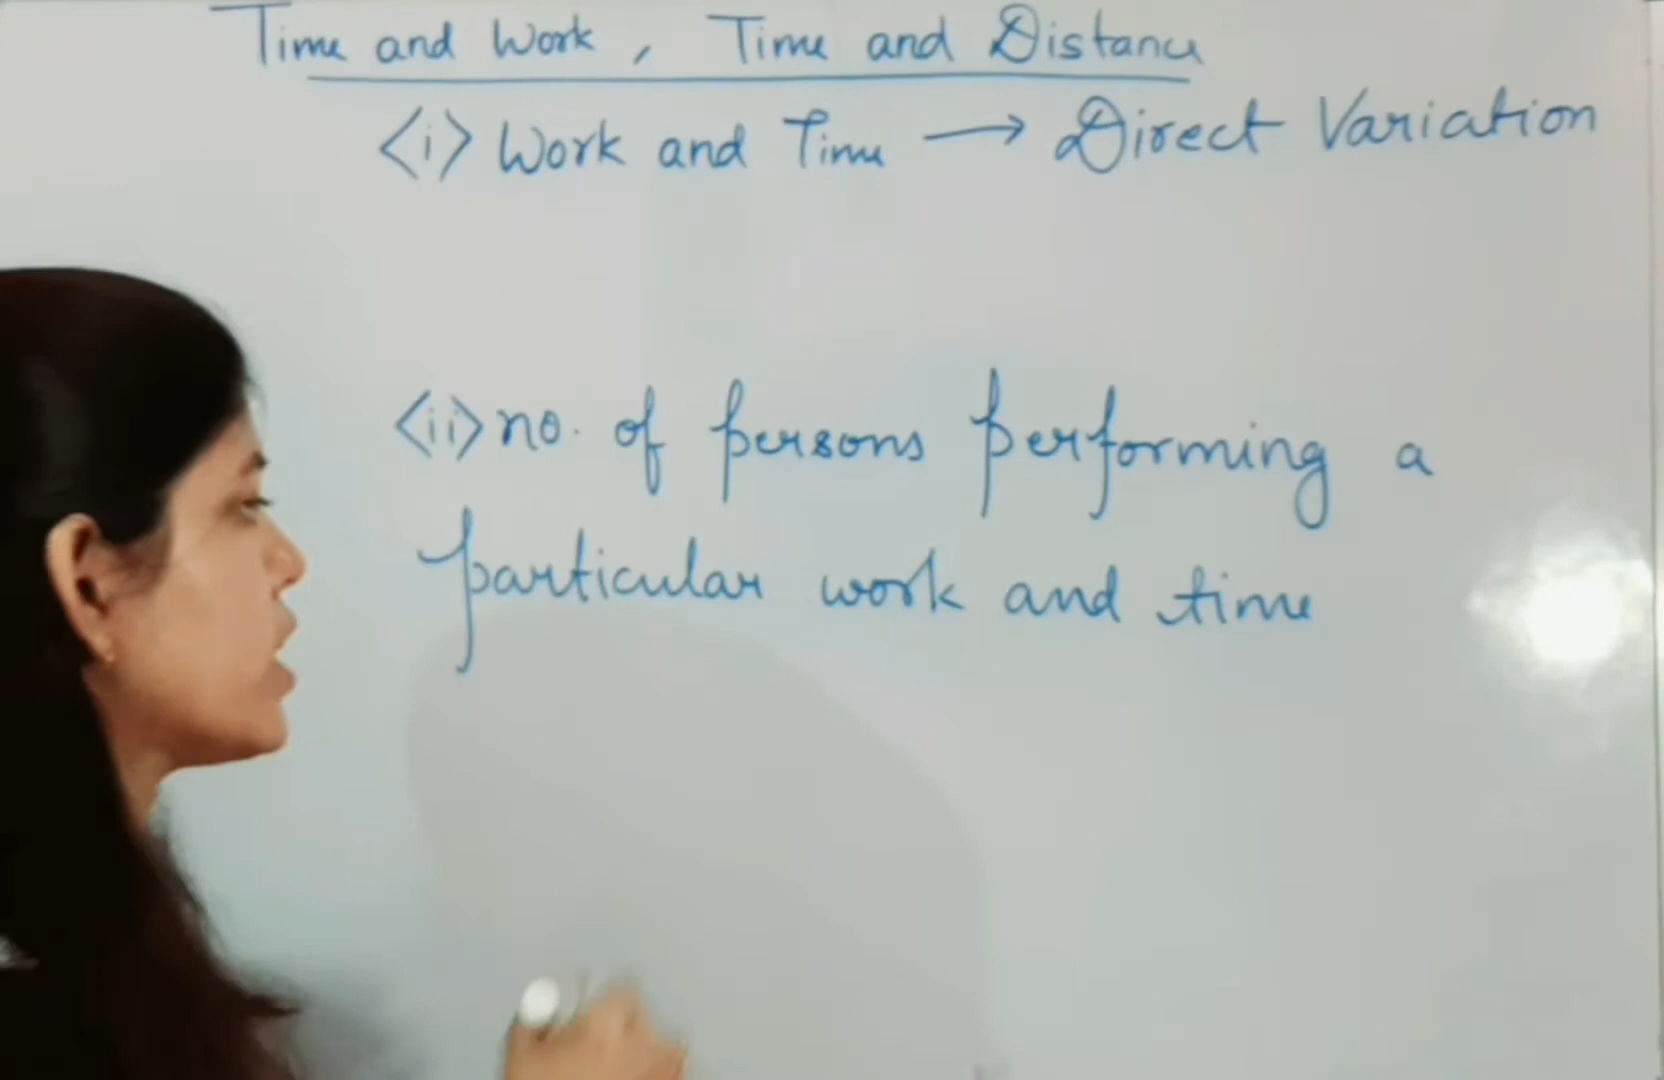 Time and Work, Time and Distance
<i> Work and Time → Direct Variation
<ii> no. of persons performing a
particular work and time